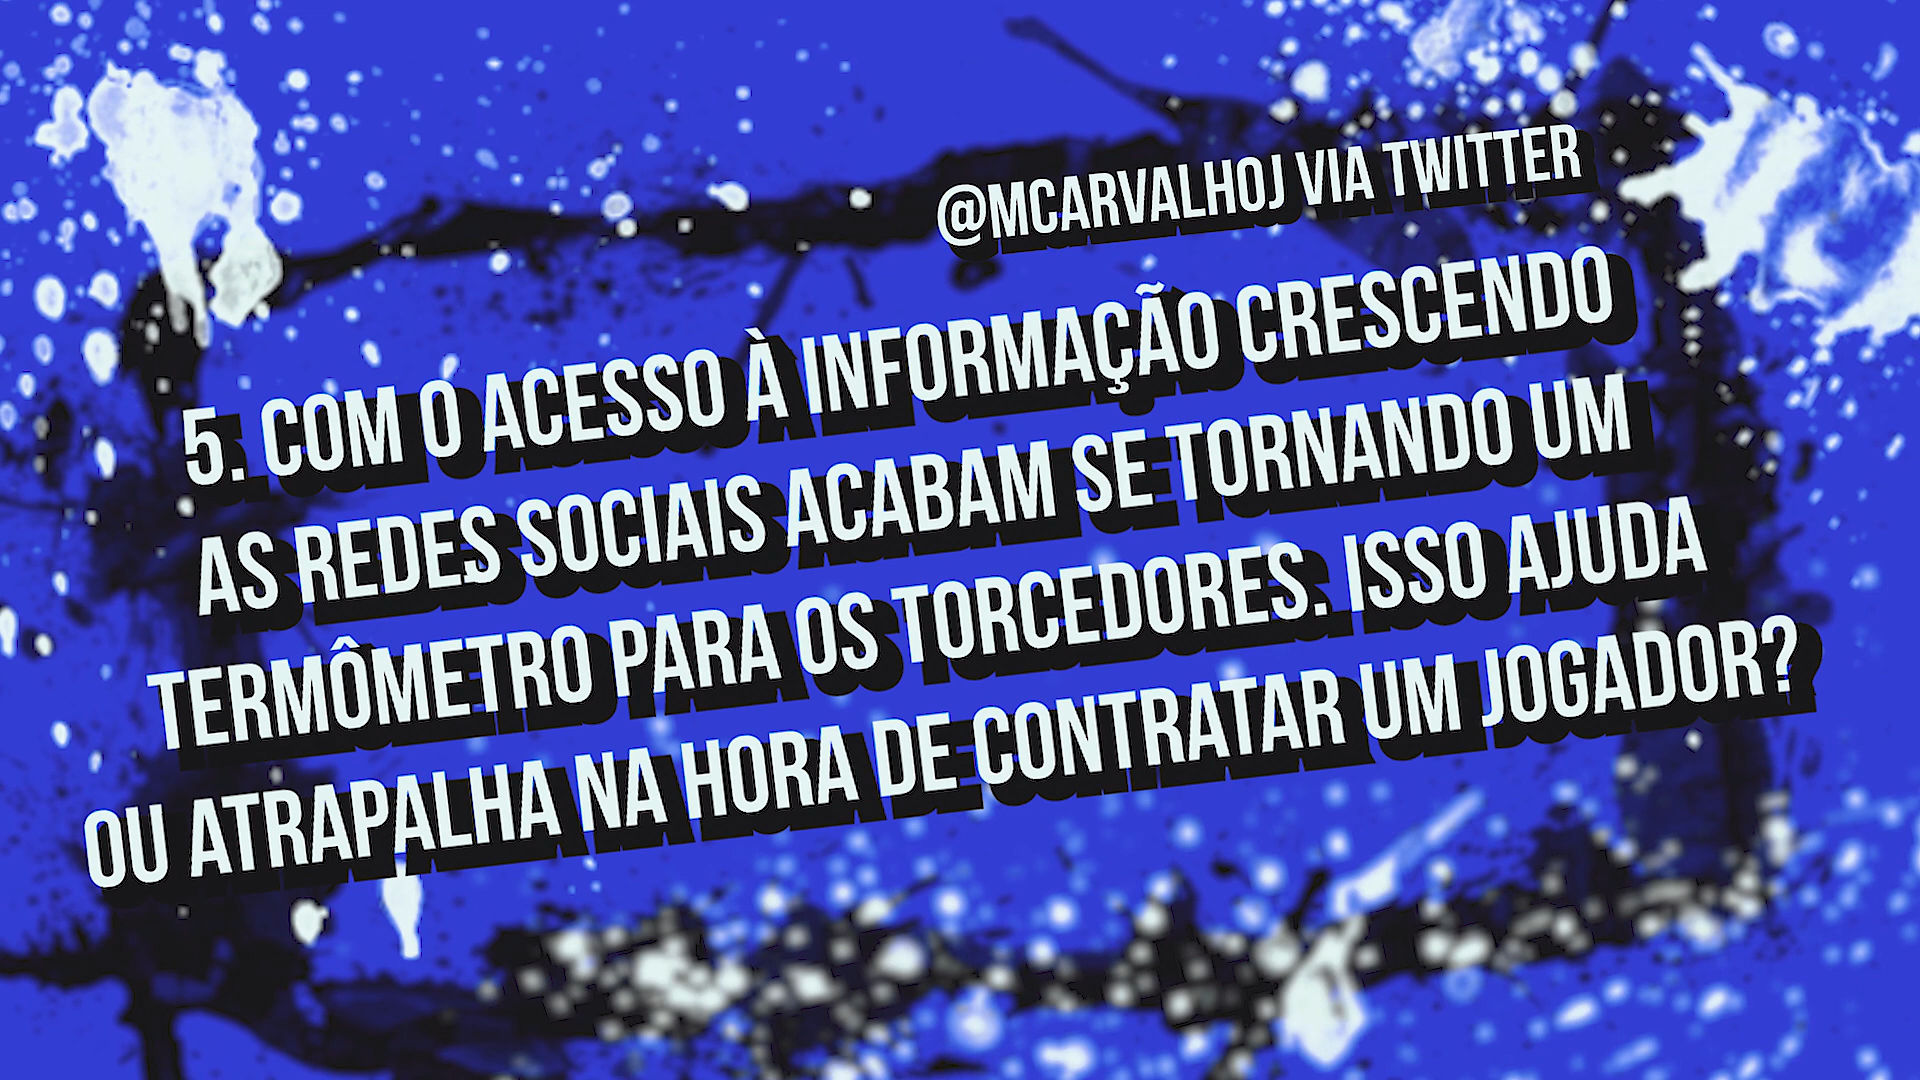 @MCARVALHOJ VIA TWITTER
5. COM O ACESSO À INFORMAÇÃO CRESCENDO
AS REDES SOCIAIS ACABAM SE TORNANDO UM
TERMÔMETRO PARA OS TORCEDORES. ISSO AJUDA
OU ATRAPALHA NA HORA DE CONTRATAR UM JOGADOR?